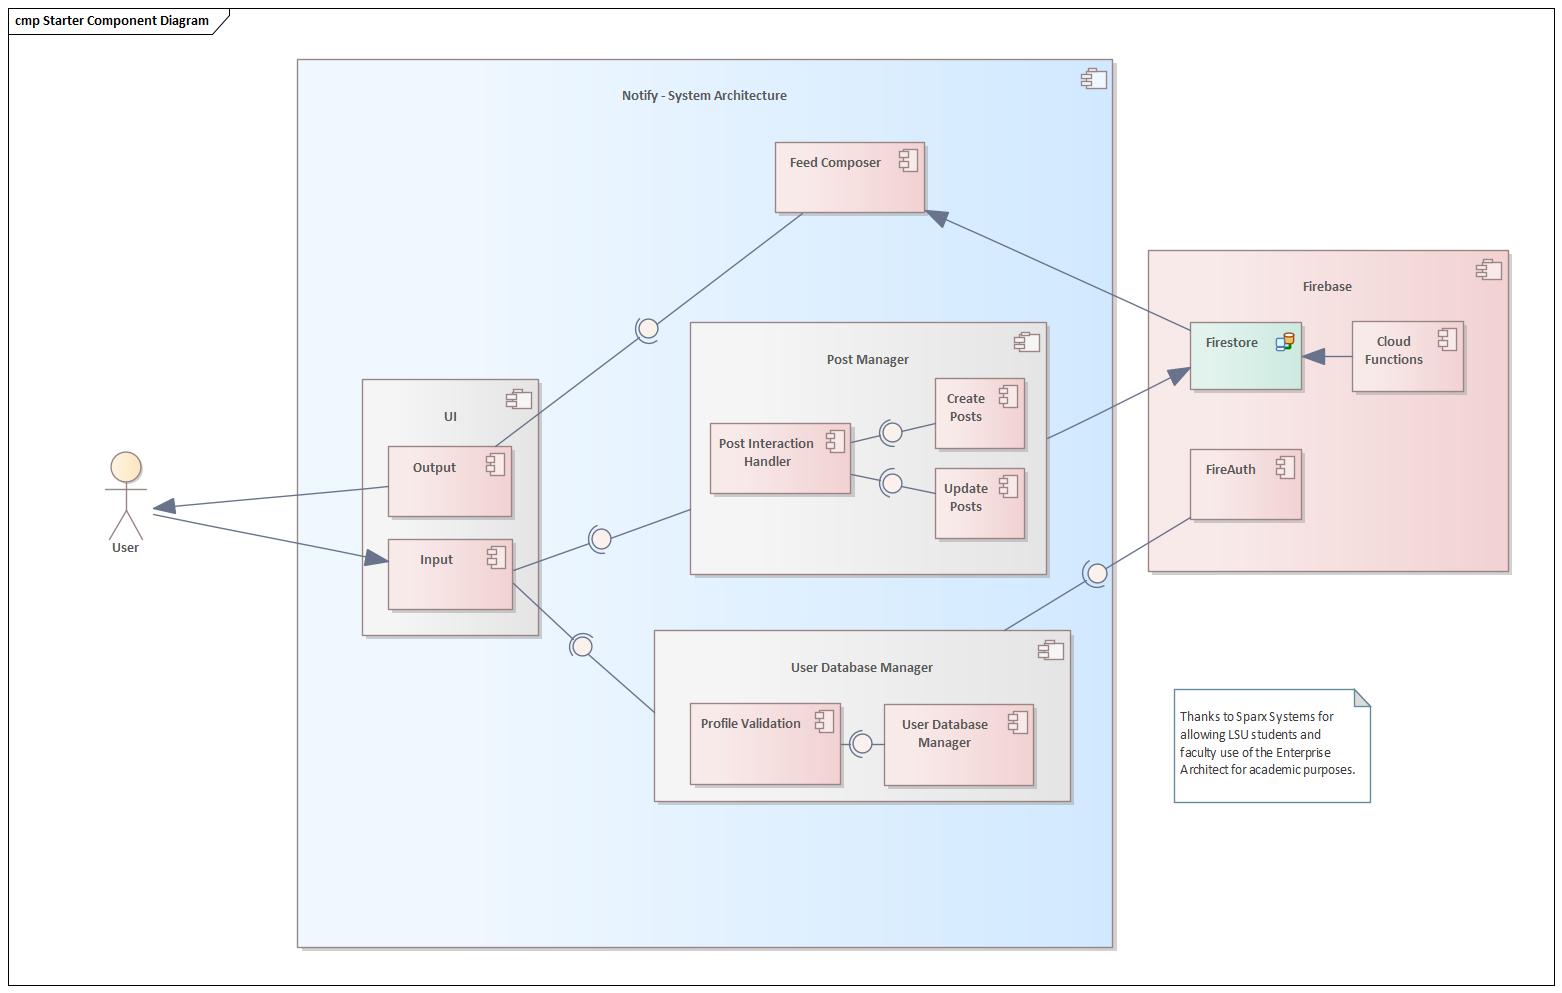 cmp Starter Component Diagram
Notify - System Architecture
Feed Composer
Firebase
Firestore
Cloud
Functions
Post Manager
Create
Posts
UI
Post Interaction
Handler
Output
FireAuth
Update
Posts
User
Input
User Database Manager
Profile Validation
User Database
Manager
Thanks to Sparx Systems for
allowing LSU students and
faculty use of the Enterprise
Architect for academic purposes.